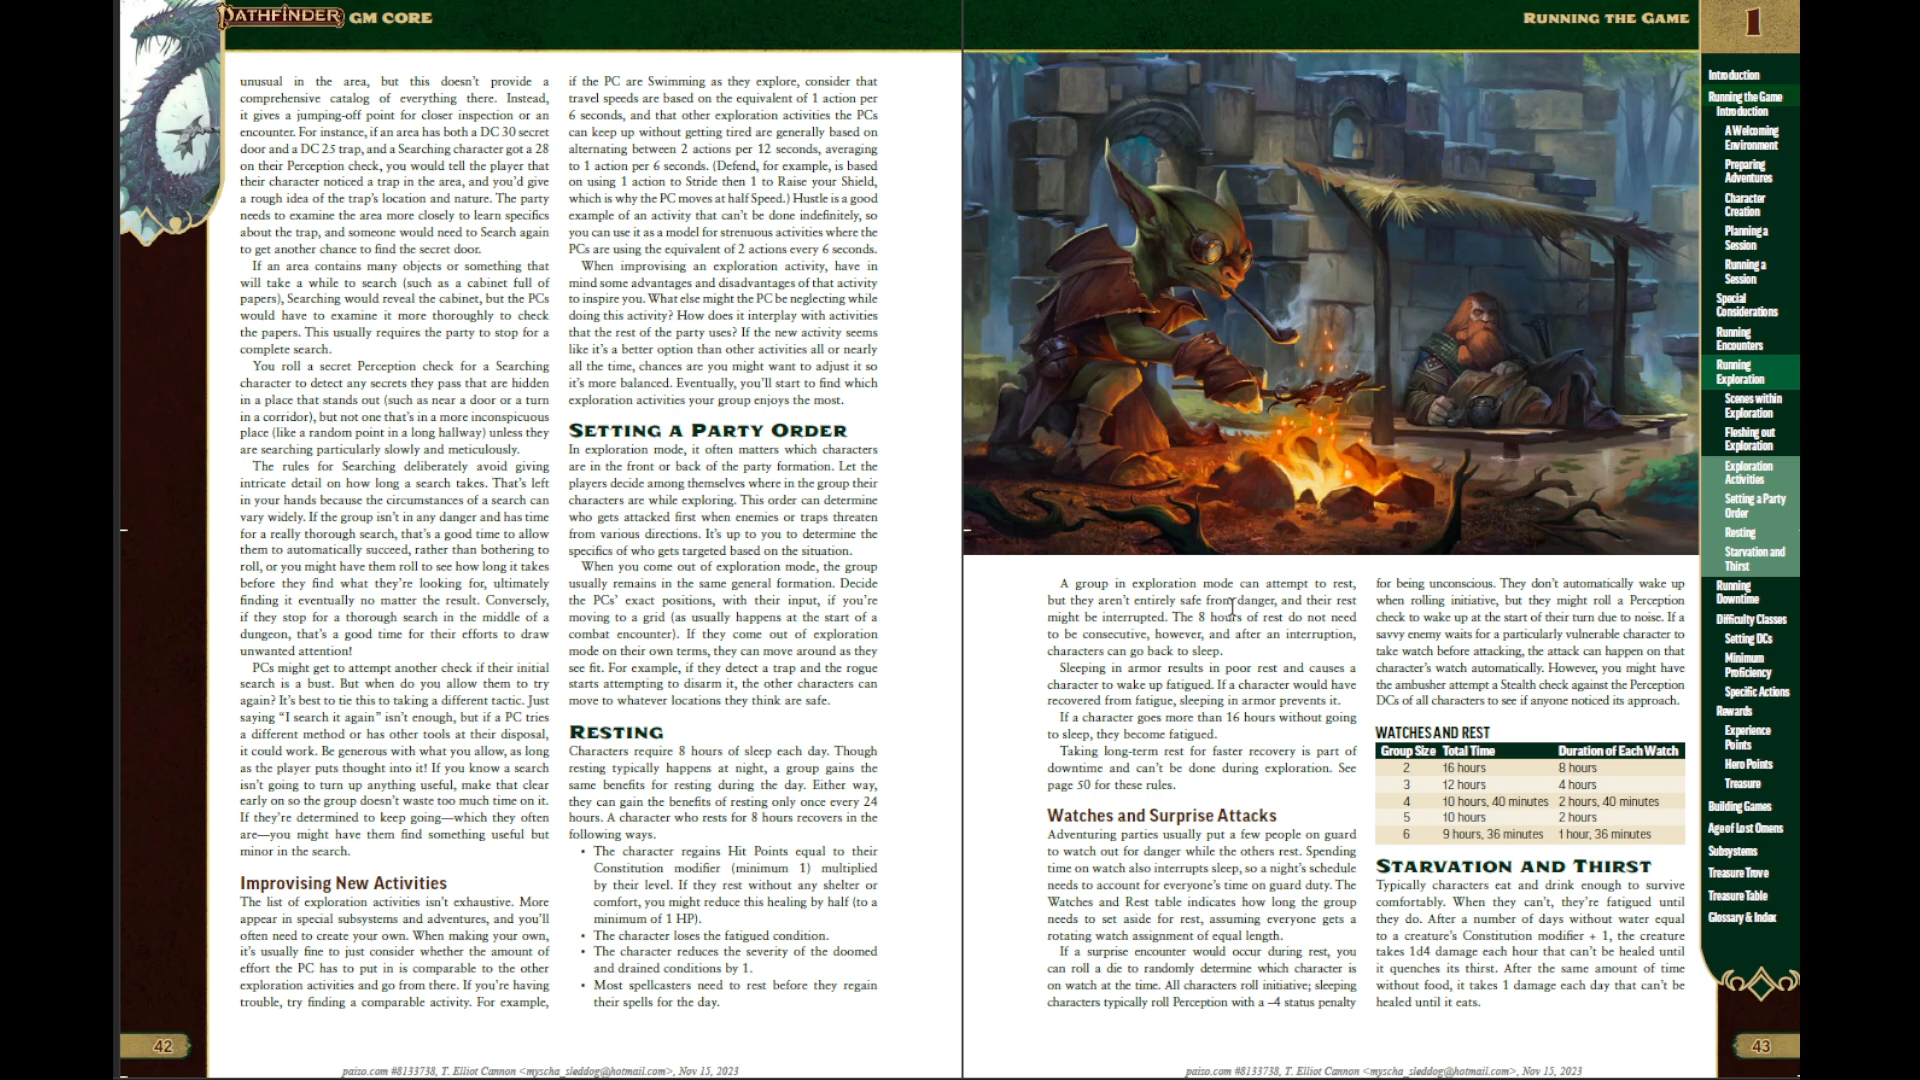 PATHFINDER GM CORE
unusual in the area, but this doesn't provide a
comprehensive catalog of everything there. Instead,
it gives a jumping-off point for closer inspection or an
encounter. For instance, if an area has both a DC 30 secret
door and a DC 25 trap, and a Searching character got a 28
on their Perception check, you would tell the player that
their character noticed a trap in the area, and you'd give
a rough idea of the trap's location and nature. The party
needs to examine the area more closely to learn specifics
about the trap, and someone would need to Search again
to get another chance to find the secret door.
If an area contains many objects or something that
will take a while to search (such as a cabinet full of
papers), Searching would reveal the cabinet, but the PCs
would have to examine it more thoroughly to check
the papers. This usually requires the party to stop for a
complete search.
You roll a secret Perception check for a Searching
character to detect any secrets they pass that are hidden
in a place that stands out (such as near a door or a turn
in a corridor), but not one that's in a more inconspicuous
place (like a random point in a long hallway) unless they
are searching particularly slowly and meticulously.
The rules for Searching deliberately avoid giving
intricate detail on how long a search takes. That's left
in your hands because the circumstances of a search can
vary widely. If the group isn't in any danger and has time
for a really thorough search, that's a good time to allow
them to automatically succeed, rather than bothering to
roll, or you might have them roll to see how long it takes
before they find what they're looking for, ultimately
finding it eventually no matter the result. Conversely,
if they stop for a thorough search in the middle of a
dungeon, that's a good time for their efforts to draw
unwanted attention!
PCs might get to attempt another check if their initial
search is a bust. But when do you allow them to try
again? It's best to tie this to taking a different tactic. Just
saying "I search it again" isn't enough, but if a PC tries
a different method or has other tools at their disposal,
it could work. Be generous with what you allow, as long
as the player puts thought into it! If you know a search
isn't going to turn up anything useful, make that clear
early on so the group doesn't waste too much time on it.
If they're determined to keep going—which they often
are—you might have them find something useful but
minor in the search.
Improvising New Activities
The list of exploration activities isn't exhaustive. More
appear in special subsystems and adventures, and you'll
often need to create your own. When making your own,
it's usually fine to just consider whether the amount of
effort the PC has to put in is comparable to the other
exploration activities and go from there. If you're having
trouble, try finding a comparable activity. For example,
if the PC are Swimming as they explore, consider that
travel speeds are based on the equivalent of 1 action per
6 seconds, and that other exploration activities the PCs
can keep up without getting tired are generally based on
alternating between 2 actions per 12 seconds, averaging
to 1 action per 6 seconds. (Defend, for example, is based
on using 1 action to Stride then 1 to Raise your Shield,
which is why the PC moves at half Speed.) Hustle is a good
example of an activity that can't be done indefinitely, so
you can use it as a model for strenuous activities where the
PCs are using the equivalent of 2 actions every 6 seconds.
When improvising an exploration activity, have in
mind some advantages and disadvantages of that activity
to inspire you. What else might the PC be neglecting while
doing this activity? How does it interplay with activities
that the rest of the party uses? If the new activity seems
like it's a better option than other activities all or nearly
all the time, chances are you might want to adjust it so
it's more balanced. Eventually, you'll start to find which
exploration activities your group enjoys the most.
SETTING A PARTY ORDER
In exploration mode, it often matters which characters
are in the front or back of the party formation. Let the
players decide among themselves where in the group their
characters are while exploring. This order can determine
who gets attacked first when enemies or traps threaten
from various directions. It's up to you to determine the
specifics of who gets targeted based on the situation.
When you come out of exploration mode, the group
usually remains in the same general formation. Decide
the PCs' exact positions, with their input, if you're
moving to a grid (as usually happens at the start of a
combat encounter). If they come out of exploration
mode on their own terms, they can move around as they
see fit. For example, if they detect a trap and the rogue
starts attempting to disarm it, the other characters can
move to whatever locations they think are safe.
RESTING
Characters require 8 hours of sleep each day. Though
resting typically happens at night, a group gains the
same benefits for resting during the day. Either way,
they can gain the benefits of resting only once every 24
hours. A character who rests for 8 hours recovers in the
following ways.
• The character regains Hit Points equal to their
Constitution modifier (minimum 1) multiplied
by their level. If they rest without any shelter or
comfort, you might reduce this healing by half (to a
minimum of 1 HP).
• The character loses the fatigued condition.
• The character reduces the severity of the doomed
and drained conditions by 1.
• Most spellcasters need to rest before they regain
their spells for the day.
42
paizo.com #8133738, T. Elliot Cannon <myscha_sleddog@hotmail.com>, Nov 15, 2023
RUNNING THE GAME
1
A group in exploration mode can attempt to rest,
but they aren't entirely safe from danger, and their rest
might be interrupted. The 8 hours of rest do not need
to be consecutive, however, and after an interruption,
characters can go back to sleep.
Sleeping in armor results in poor rest and causes a
character to wake up fatigued. If a character would have
recovered from fatigue, sleeping in armor prevents it.
If a character goes more than 16 hours without going
to sleep, they become fatigued.
Taking long-term rest for faster recovery is part of
downtime and can't be done during exploration. See
page 50 for these rules.
Watches and Surprise Attacks
Adventuring parties usually put a few people on guard
to watch out for danger while the others rest. Spending
time on watch also interrupts sleep, so a night's schedule
needs to account for everyone's time on guard duty. The
Watches and Rest table indicates how long the group
needs to set aside for rest, assuming everyone gets a
rotating watch assignment of equal length.
If a surprise encounter would occur during rest, you
can roll a die to randomly determine which character is
on watch at the time. All characters roll initiative; sleeping
characters typically roll Perception with a –4 status penalty
for being unconscious. They don't automatically wake up
when rolling initiative, but they might roll a Perception
check to wake up at the start of their turn due to noise. If a
savvy enemy waits for a particularly vulnerable character to
take watch before attacking, the attack can happen on that
character's watch automatically. However, you might have
the ambusher attempt a Stealth check against the Perception
DCs of all characters to see if anyone noticed its approach.
WATCHES AND REST
Group Size Total Time Duration of Each Watch
2 16 hours 8 hours
3 12 hours 4 hours
4 10 hours, 40 minutes 2 hours, 40 minutes
5 10 hours 2 hours
6 9 hours, 36 minutes 1 hour, 36 minutes
STARVATION AND THIRST
Typically characters eat and drink enough to survive
comfortably. When they can't, they're fatigued until
they do. After a number of days without water equal
to a creature's Constitution modifier + 1, the creature
takes 1d4 damage each hour that can't be healed until
it quenches its thirst. After the same amount of time
without food, it takes 1 damage each day that can't be
healed until it eats.
Introduction
Running the Game
Introduction
A Welcoming
Environment
Preparing
Adventures
Character
Creation
Planning a
Session
Running a
Session
Special
Considerations
Running
Encounters
Running
Exploration
Scenes within
Exploration
Fleshing out
Exploration
Exploration
Activities
Setting a Party
Order
Resting
Starvation and
Thirst
Running
Downtime
Difficulty Classes
Setting DCs
Minimum
Proficiency
Specific Actions
Rewards
Experience
Points
Hero Points
Treasure
Building Games
Age of Lost Omens
Subsystems
Treasure Trove
Treasure Table
Glossary & Index
43
paizo.com #8133738, T. Elliot Cannon <myscha_sleddog@hotmail.com>, Nov 15, 2023